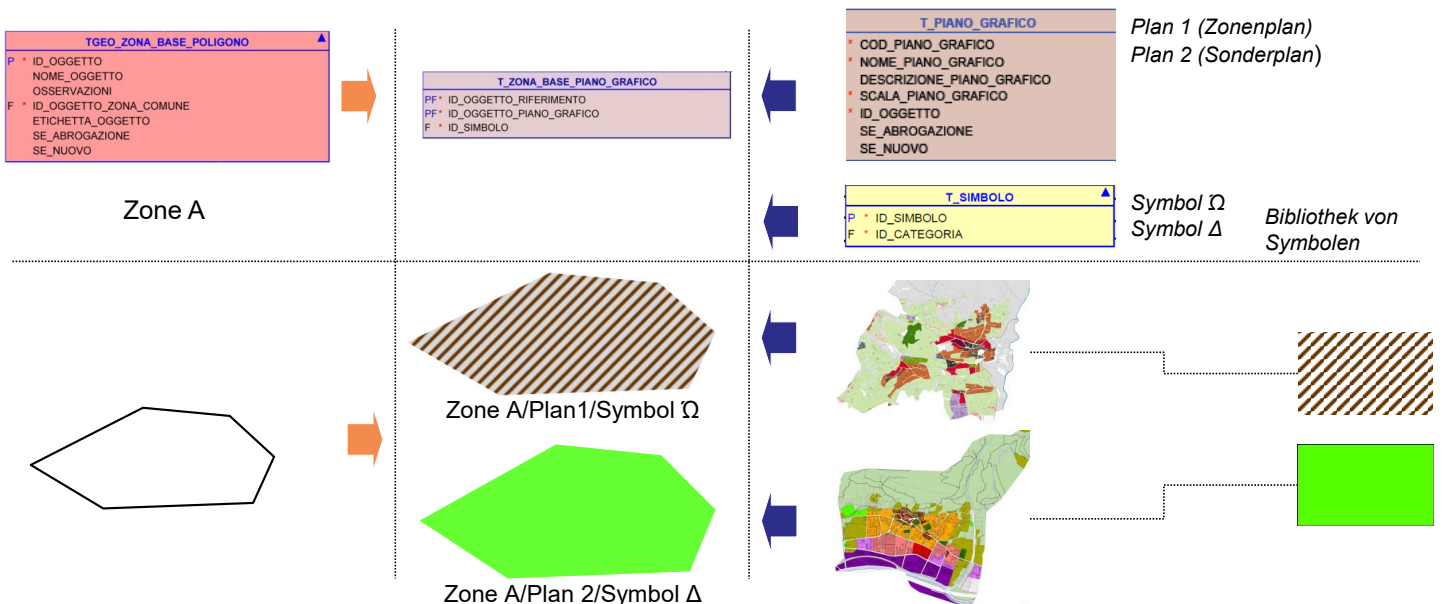 TGEO_ZONA_BASE_POLIGONO
P * ID_OGGETTO
NOME_OGGETTO
OSSERVAZIONI
F * ID_OGGETTO_ZONA_COMUNE
ETICHETTA_OGGETTO
SE_ABROGAZIONE
SE_NUOVO
Zone A
T_ZONA_BASE_PIANO_GRAFICO
PF* ID_OGGETTO_RIFERIMENTO
PF* ID_OGGETTO_PIANO_GRAFICO
F * ID_SIMBOLO
T_PIANO_GRAFICO
* COD_PIANO_GRAFICO
* NOME_PIANO_GRAFICO
DESCRIZIONE_PIANO_GRAFICO
* SCALA_PIANO_GRAFICO
* ID_OGGETTO
SE_ABROGAZIONE
SE_NUOVO
Plan 1 (Zonenplan)
Plan 2 (Sonderplan)
T_SIMBOLO
P * ID_SIMBOLO
F * ID_CATEGORIA
Symbol Ώ
Symbol Δ
Bibliothek von
Symbolen
Zone A/Plan1/Symbol Ώ
Zone A/Plan 2/Symbol Δ